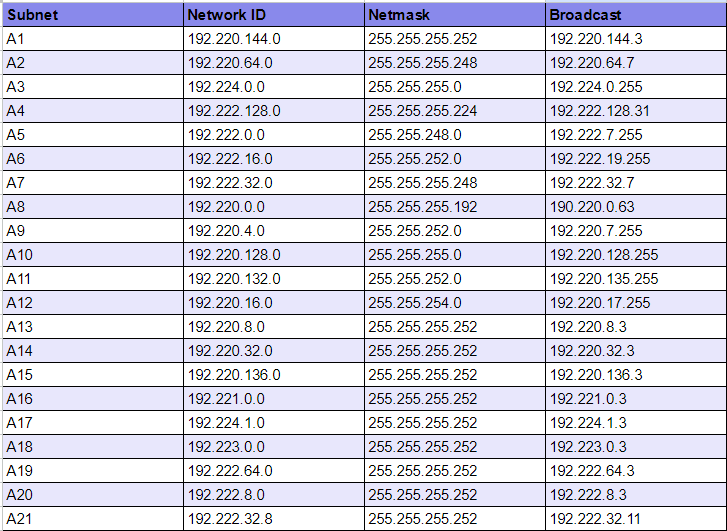 Subnet Network ID Netmask Broadcast
A1 192.220.144.0 255.255.255.252 192.220.144.3
A2 192.220.64.0 255.255.255.248 192.220.64.7
A3 192.224.0.0 255.255.255.0 192.224.0.255
A4 192.222.128.0 255.255.255.224 192.222.128.31
A5 192.222.0.0 255.255.248.0 192.222.7.255
A6 192.222.16.0 255.255.252.0 192.222.19.255
A7 192.222.32.0 255.255.255.248 192.222.32.7
A8 192.220.0.0 255.255.255.192 190.220.0.63
A9 192.220.4.0 255.255.252.0 192.220.7.255
A10 192.220.128.0 255.255.255.0 192.220.128.255
A11 192.220.132.0 255.255.252.0 192.220.135.255
A12 192.220.16.0 255.255.254.0 192.220.17.255
A13 192.220.8.0 255.255.255.252 192.220.8.3
A14 192.220.32.0 255.255.255.252 192.220.32.3
A15 192.220.136.0 255.255.255.252 192.220.136.3
A16 192.221.0.0 255.255.255.252 192.221.0.3
A17 192.224.1.0 255.255.255.252 192.224.1.3
A18 192.223.0.0 255.255.255.252 192.223.0.3
A19 192.222.64.0 255.255.255.252 192.222.64.3
A20 192.222.8.0 255.255.255.252 192.222.8.3
A21 192.222.32.8 255.255.255.252 192.222.32.11